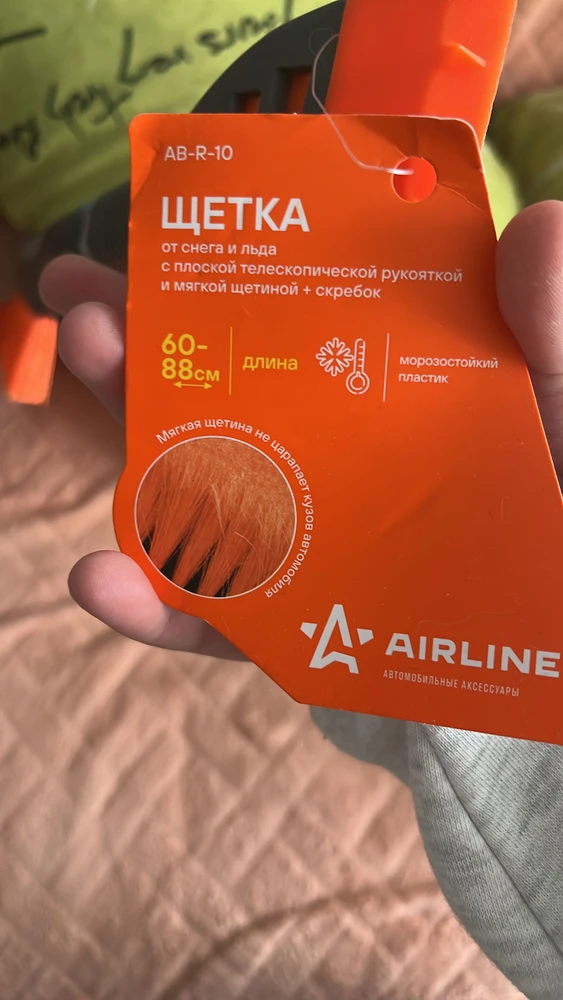 AB-R-10
ЩЕТКА
от снега и льда
с плоской телескопической рукояткой
и мягкой щетиной + скребок
60-
88см
длина
морозостойкий
пластик
Мягкая щетина не царапает кузов автомобиля
AIRLINE
АВТОМОБИЛЬНЫЕ АКСЕССУАРЫ